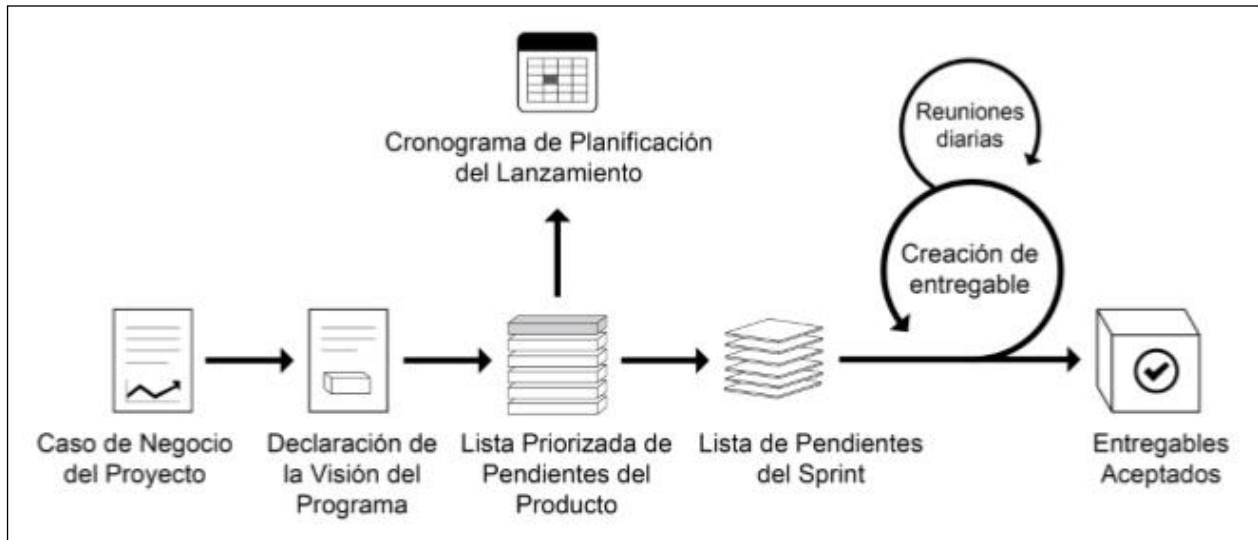 Cronograma de Planificación
del Lanzamiento
Reuniones
diarias
Creación de
entregable
Caso de Negocio
del Proyecto
Declaración de
la Visión del
Programa
Lista Priorizada de
Pendientes del
Producto
Lista de Pendientes
del Sprint
Entregables
Aceptados